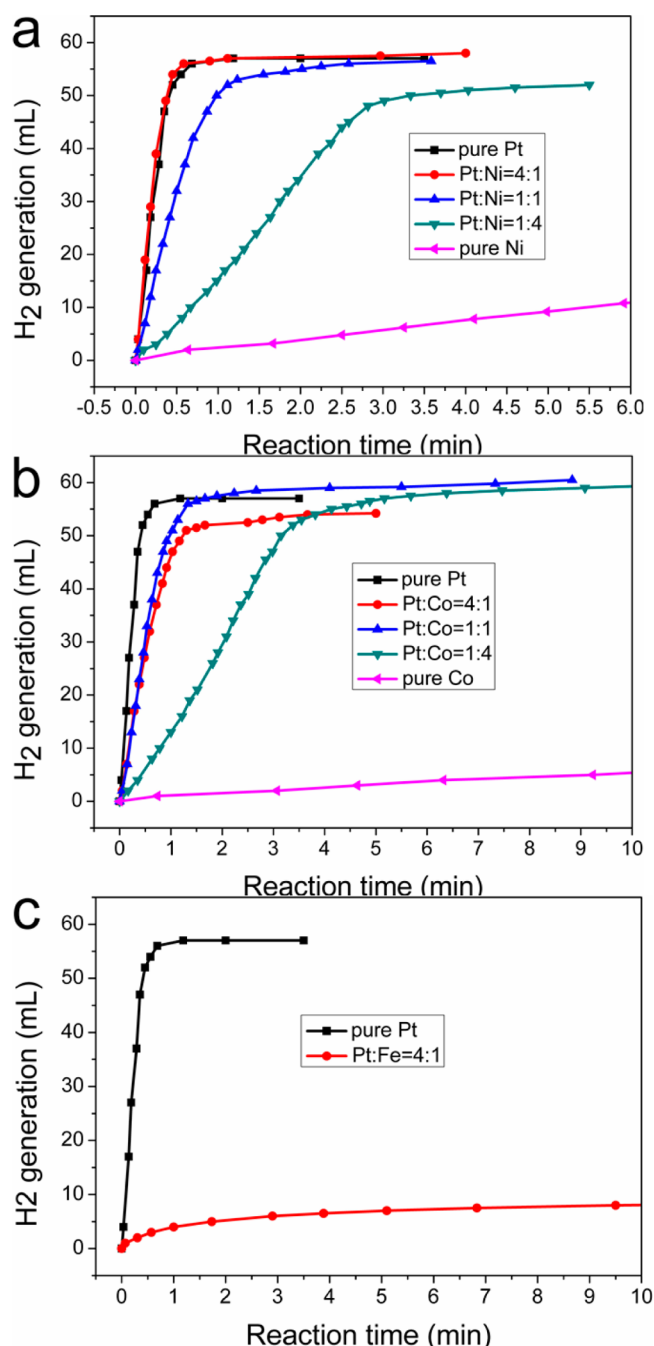 a
60
50
40
30
20
10
0
H2 generation (mL)
pure Pt
Pt:Ni=4:1
Pt:Ni=1:1
Pt:Ni=1:4
pure Ni
-0.5 0.0 0.5 1.0 1.5 2.0 2.5 3.0 3.5 4.0 4.5 5.0 5.5 6.0
Reaction time (min)
b
60
50
40
30
20
10
0
H2 generation (mL)
pure Pt
Pt:Co=4:1
Pt:Co=1:1
Pt:Co=1:4
pure Co
0 1 2 3 4 5 6 7 8 9 10
Reaction time (min)
c
60
50
40
30
20
10
0
H2 generation (mL)
pure Pt
Pt:Fe=4:1
0 1 2 3 4 5 6 7 8 9 10
Reaction time (min)